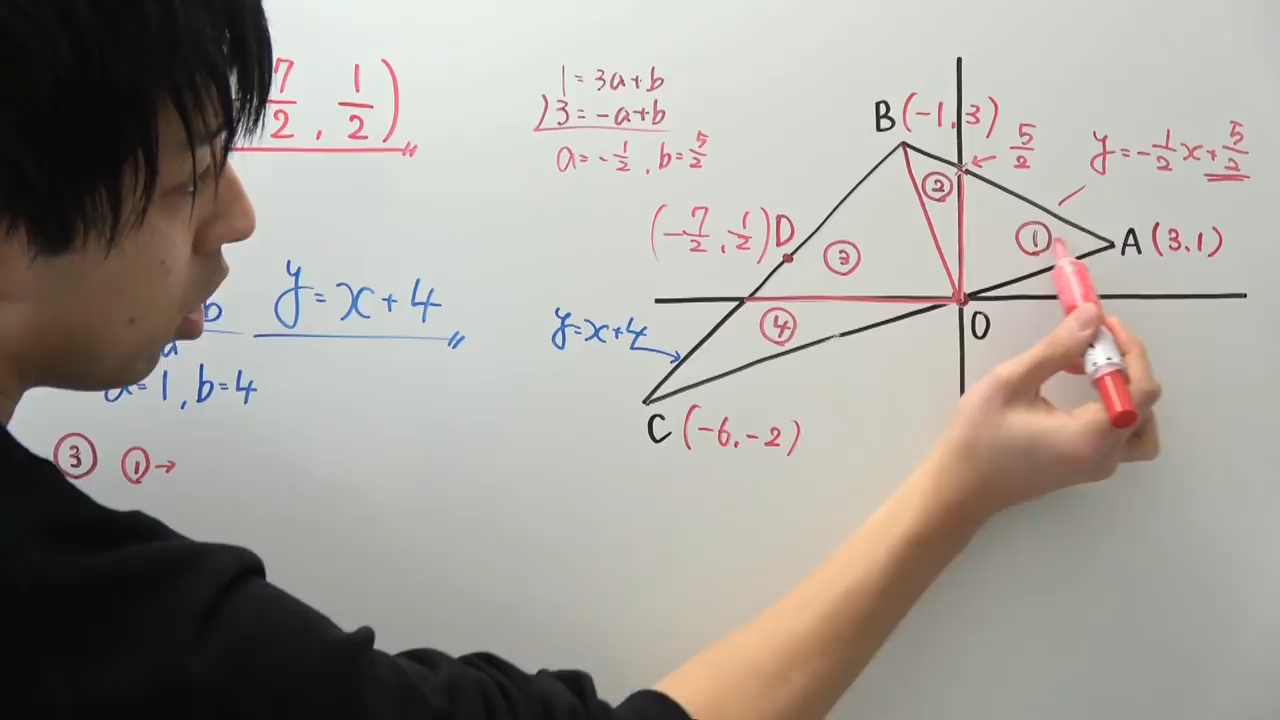 7/2 , 1/2)
1 = 3a+b
)3 = -a+b
a = -1/2 , b = 5/2
B(-1, 3)
5/2
y = -1/2x + 5/2
②
(-7/2, 1/2) D
③
①
A (3.1)
b
y = x+4
④
y=x+4
O
a = 1 , b = 4
C (-6, -2)
③ ①→